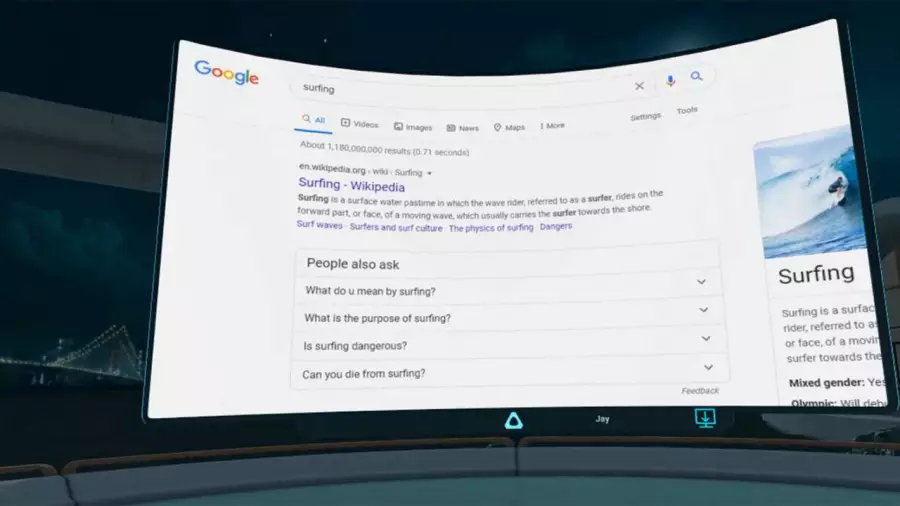 Google
surfing
All Videos Images News Maps More Settings Tools
About 1,180,000,000 results (0.71 seconds)
en.wikipedia.org › wiki › Surfing
Surfing - Wikipedia
Surfing is a surface water pastime in which the wave rider, referred to as a surfer, rides on the
forward part, or face, of a moving wave, which usually carries the surfer towards the shore.
Surf waves · Surfers and surf culture · The physics of surfing · Dangers
People also ask
What do u mean by surfing?
What is the purpose of surfing?
Is surfing dangerous?
Can you die from surfing?
Feedback
Surfing
Surfing is a surfac
rider, referred to as
or face, of a movin
surfer towards the
Mixed gender: Yes
Olympic: Will deb
Jay